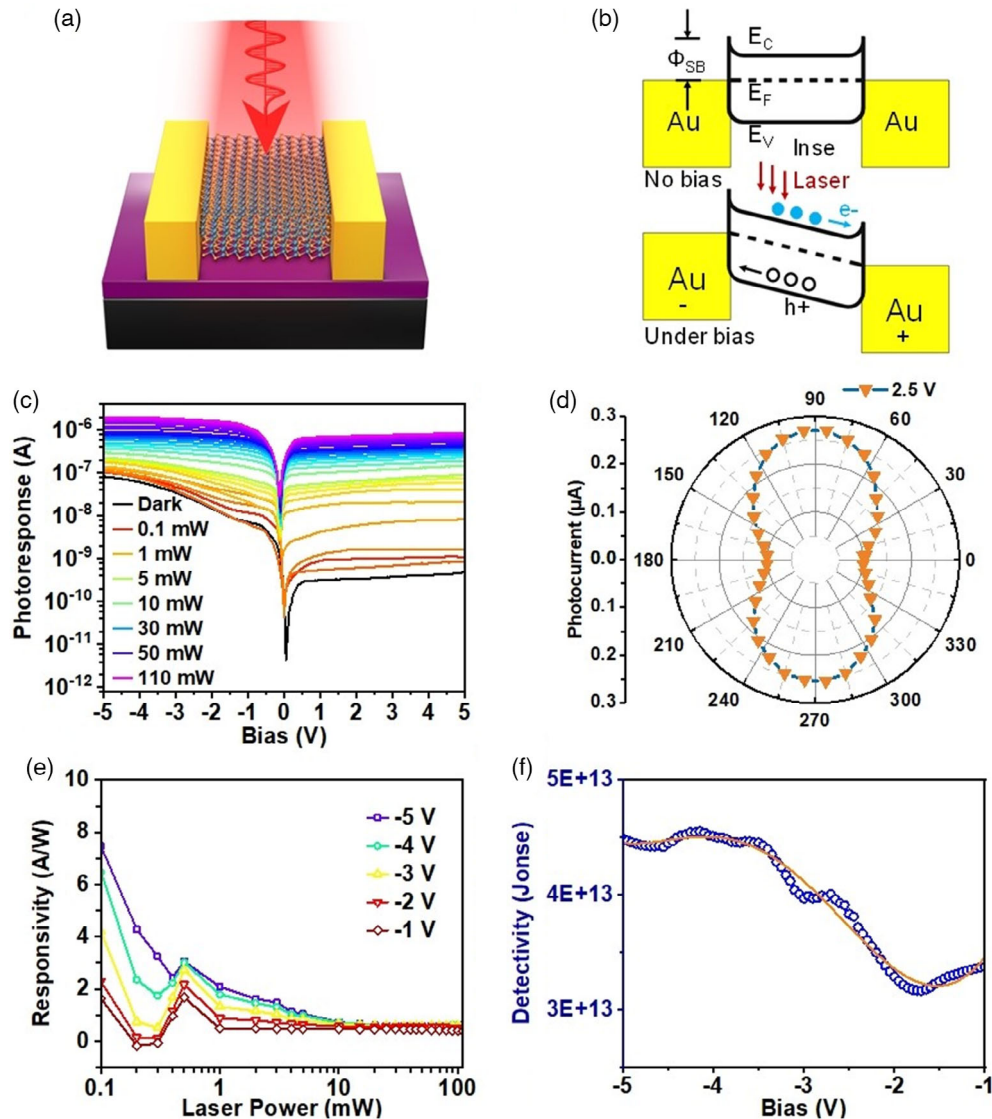 (a)
(b)
E_C
Φ_SB
E_F
Au
Au
E_V
Inse
No bias
Laser
e-
Au
-
h+
Au
+
Under bias
(c)
Photoresponse (A)
10^-6
10^-7
10^-8
10^-9
10^-10
10^-11
10^-12
Dark
0.1 mW
1 mW
5 mW
10 mW
30 mW
50 mW
110 mW
-5 -4 -3 -2 -1 0 1 2 3 4 5
Bias (V)
(d)
2.5 V
Photocurrent (µA)
0.3
0.2
0.1
0.0
0.1
0.2
0.3
90
120
60
150
30
180
0
210
330
240
300
270
(e)
Responsivity (A/W)
10
8
6
4
2
0
-5 V
-4 V
-3 V
-2 V
-1 V
0.1 1 10 100
Laser Power (mW)
(f)
Detectivity (Jonse)
5E+13
4E+13
3E+13
-5 -4 -3 -2 -1
Bias (V)